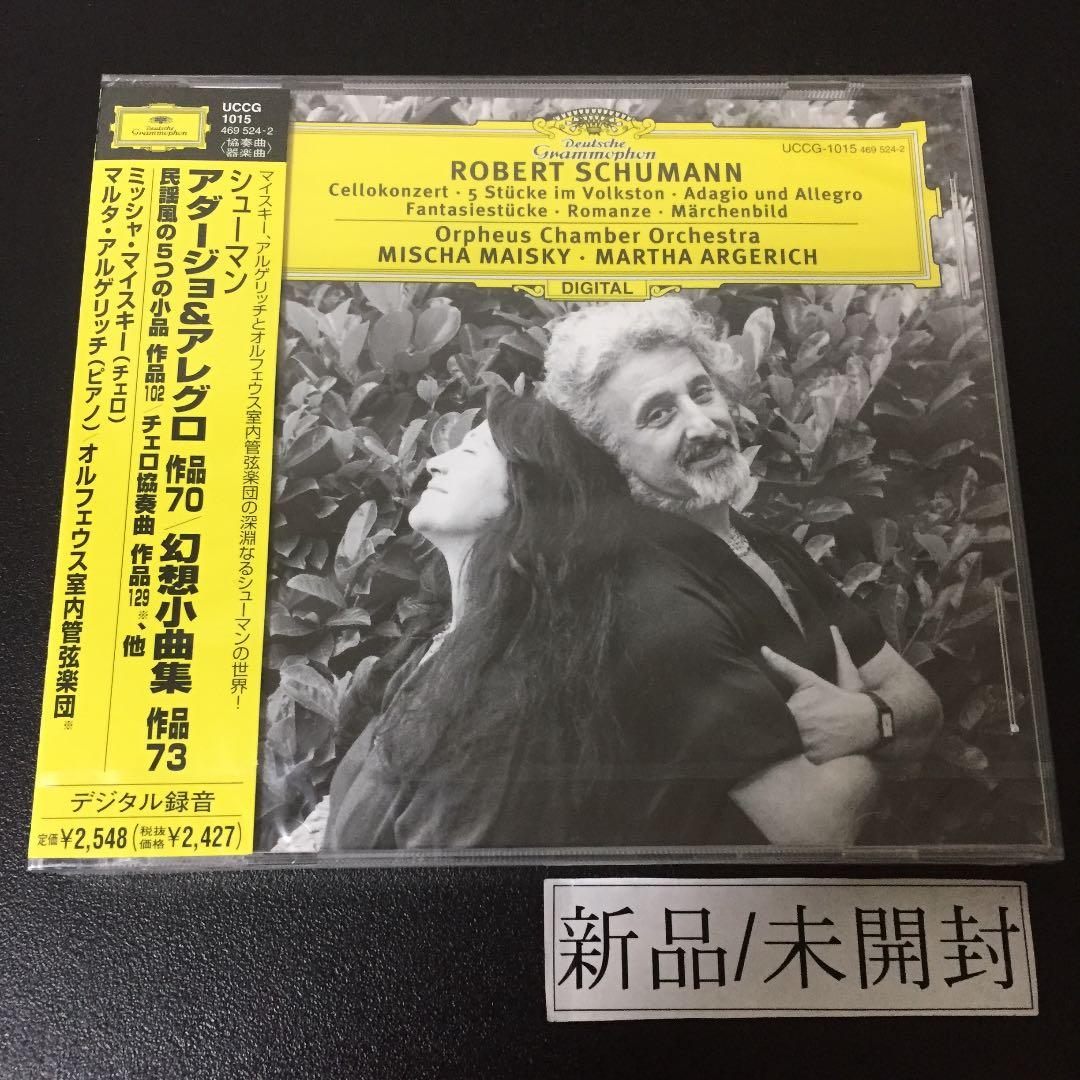 Deutsche
Grammophon
UCCG
1015
469 524-2
〈協奏曲
器楽曲〉
マイスキー、アルゲリッチとオルフェウス室内管弦楽団の深淵なるシューマンの世界!
シューマン
アダージョ&アレグロ 作品70/幻想小曲集 作品73
民謡風の5つの小品 作品102/チェロ協奏曲 作品129※、他
ミッシャ・マイスキー(チェロ)
マルタ・アルゲリッチ(ピアノ)/オルフェウス室内管弦楽団※
デジタル録音
定価¥2,548(税抜価格¥2,427)
Deutsche
Grammophon
UCCG-1015 469 524-2
ROBERT SCHUMANN
Cellokonzert · 5 Stücke im Volkston · Adagio und Allegro
Fantasiestücke · Romanze · Märchenbild
Orpheus Chamber Orchestra
MISCHA MAISKY · MARTHA ARGERICH
DIGITAL
新品/未開封